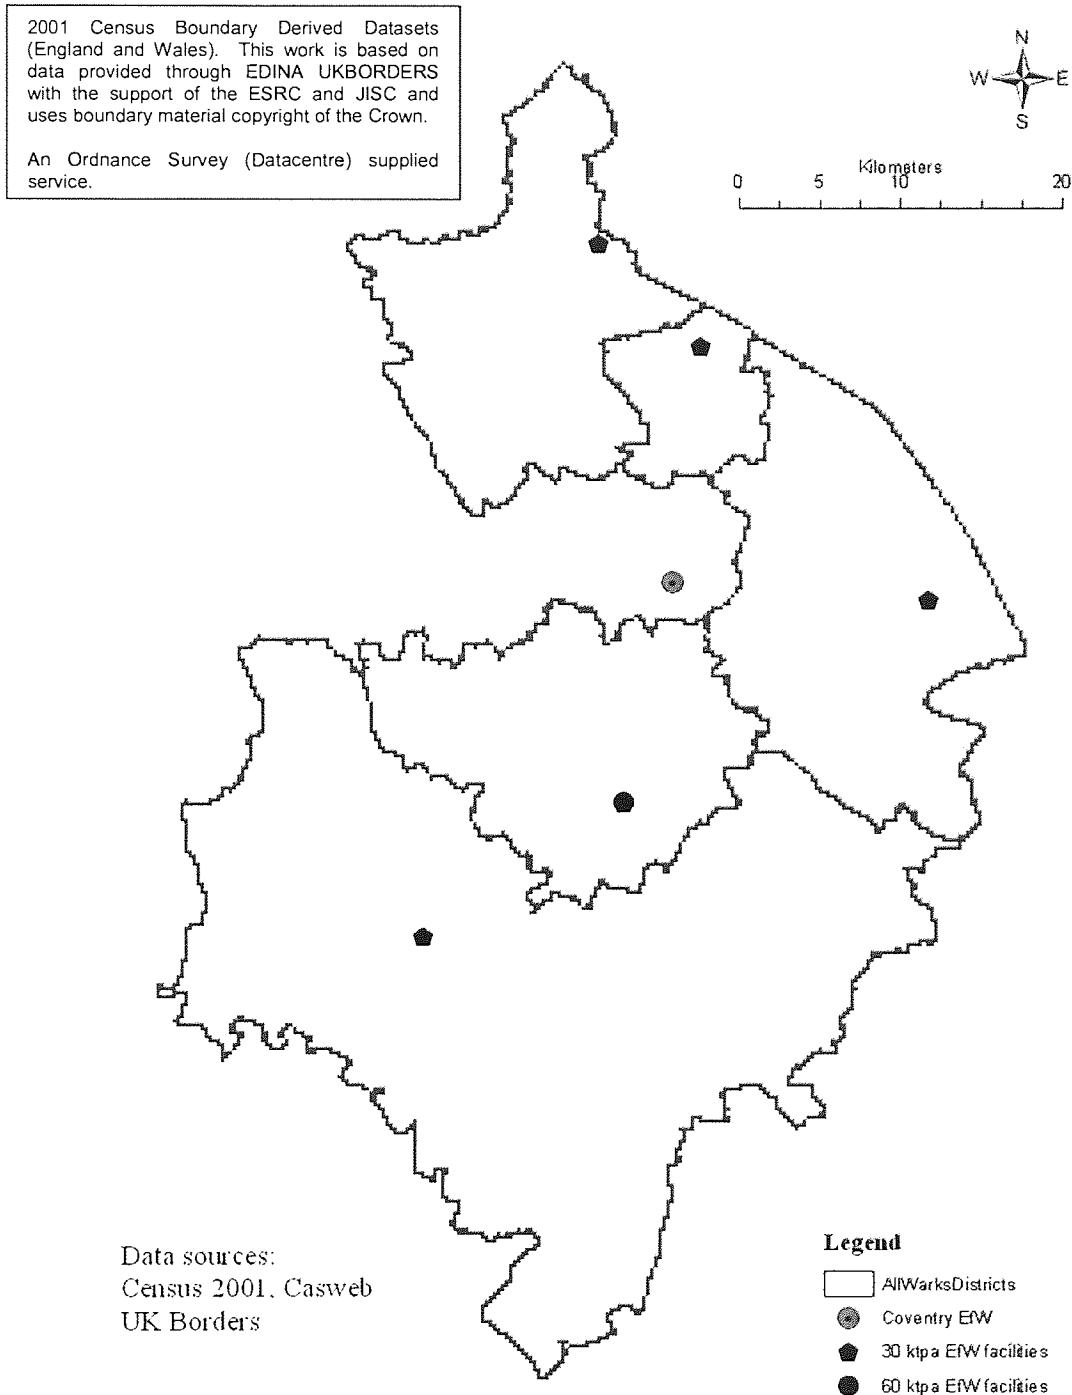 2001 Census Boundary Derived Datasets
(England and Wales). This work is based on
data provided through EDINA UKBORDERS
with the support of the ESRC and JISC and
uses boundary material copyright of the Crown.
An Ordnance Survey (Datacentre) supplied
service.
N
W E
S
Kilometers
0 5 10 20
Data sources:
Census 2001, Casweb
UK Borders
Legend
AllWarksDistricts
Coventry EfW
30 ktpa EfW facilities
60 ktpa EfW facilities